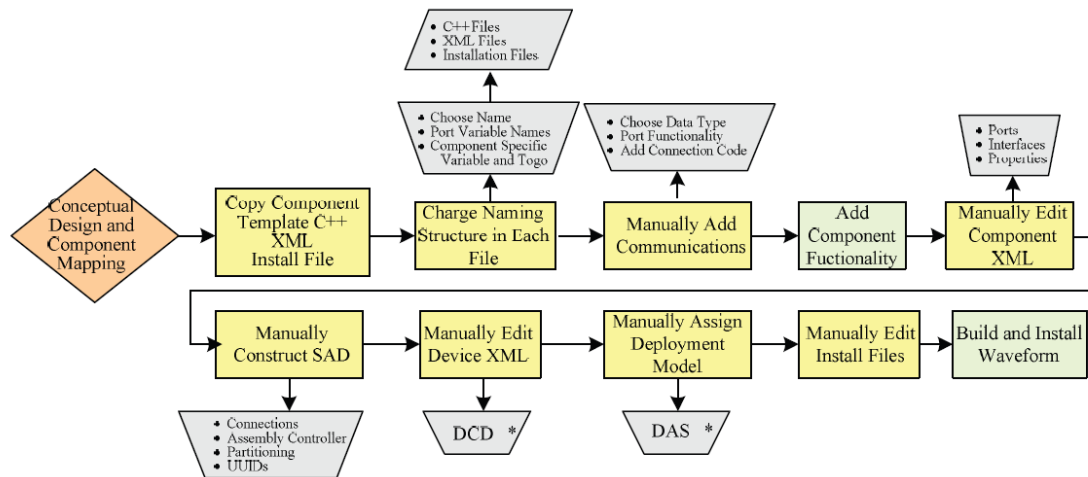 C++ Files
XML Files
Installation Files
Choose Name
Port Variable Names
Component Specific
Variable and Togo
Choose Data Type
Port Functionality
Add Connection Code
Ports
Interfaces
Properties
Conceptual
Design and
Component
Mapping
Copy Component
Template C++
XML
Install File
Charge Naming
Structure in Each
File
Manually Add
Communications
Add
Component
Fuctionality
Manually Edit
Component
XML
Manually
Construct SAD
Manually Edit
Device XML
Manually Assign
Deployment
Model
Manually Edit
Install Files
Build and Install
Waveform
Connections
Assembly Controller
Partitioning
UUIDs
DCD *
DAS *